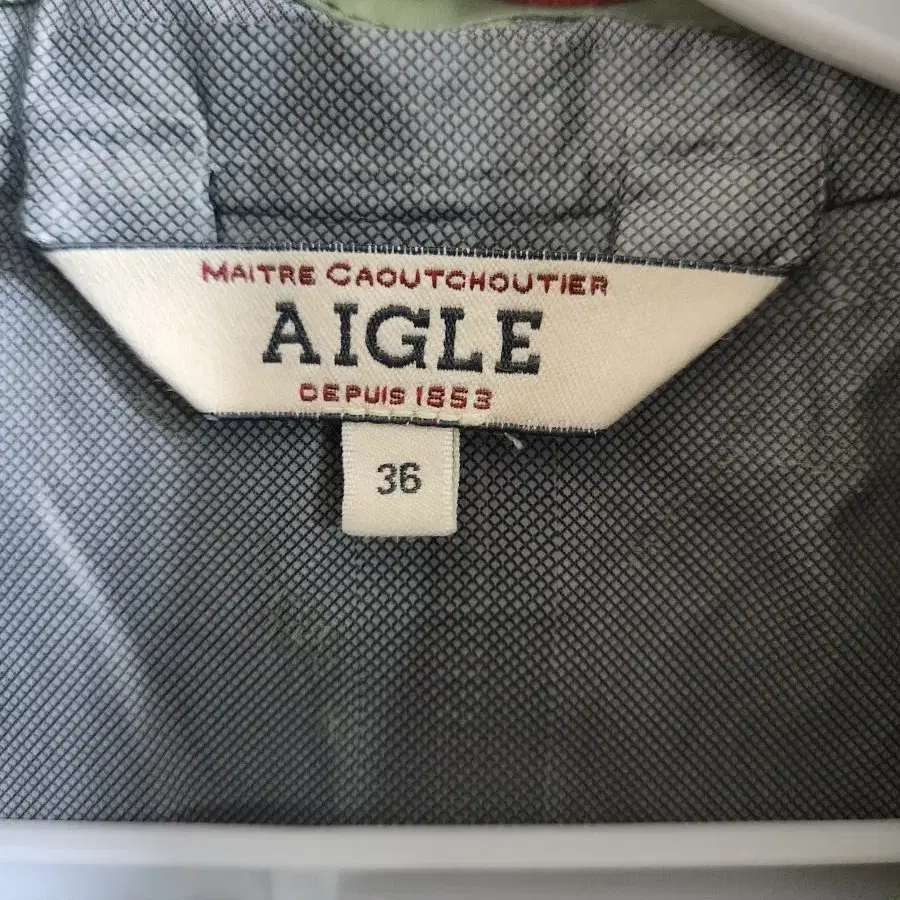 MAITRE CAOUTCHOUTIER
AIGLE
DEPUIS 1853
36